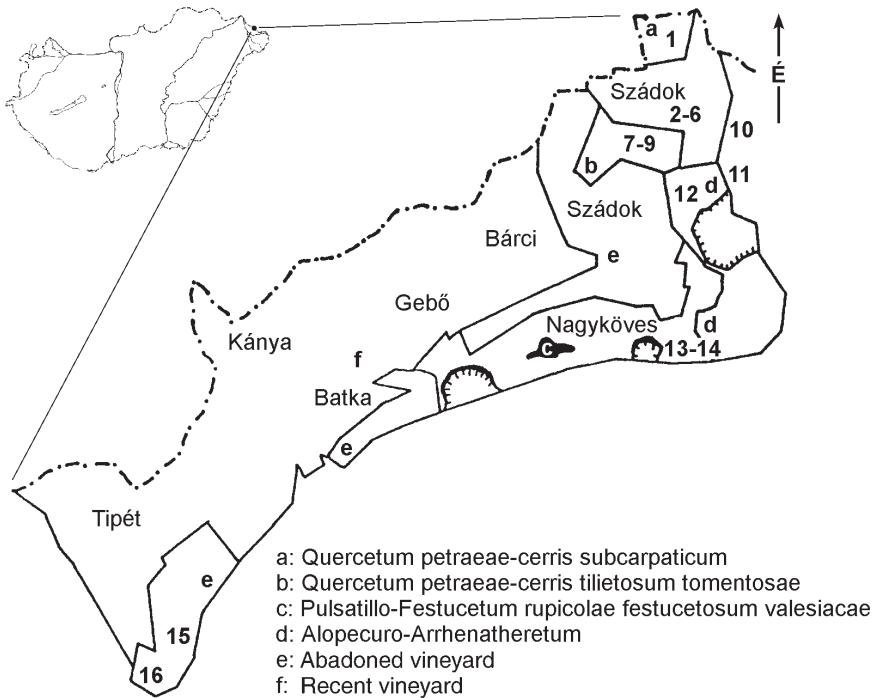 a
1
É
Szádok
2-6
10
7-9
b
11
12 d
Szádok
Bárci
e
Gebő
Nagyköves
d
Kánya
c
13-14
f
Batka
e
Tipét
e
15
16
a: Quercetum petraeae-cerris subcarpaticum
b: Quercetum petraeae-cerris tilietosum tomentosae
c: Pulsatillo-Festucetum rupicolae festucetosum valesiacae
d: Alopecuro-Arrhenatheretum
e: Abadoned vineyard
f: Recent vineyard